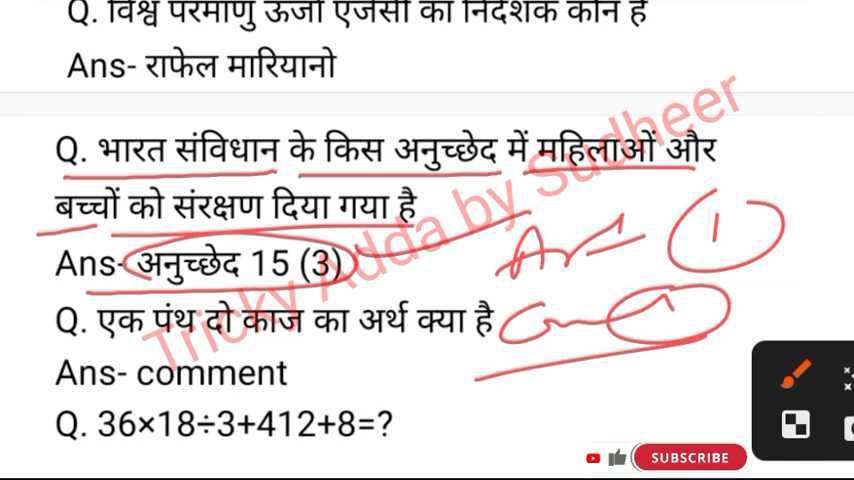 Q. विश्व परमाणु ऊर्जा एजेंसी का निदेशक कौन है
Ans- राफेल मारियानो
Q. भारत संविधान के किस अनुच्छेद में महिलाओं और
बच्चों को संरक्षण दिया गया है
Ans- अनुच्छेद 15 (3)
Q. एक पंथ दो काज का अर्थ क्या है
Ans- comment
Q. 36×18÷3+412+8=?
Tricky Adda by Sudheer
SUBSCRIBE